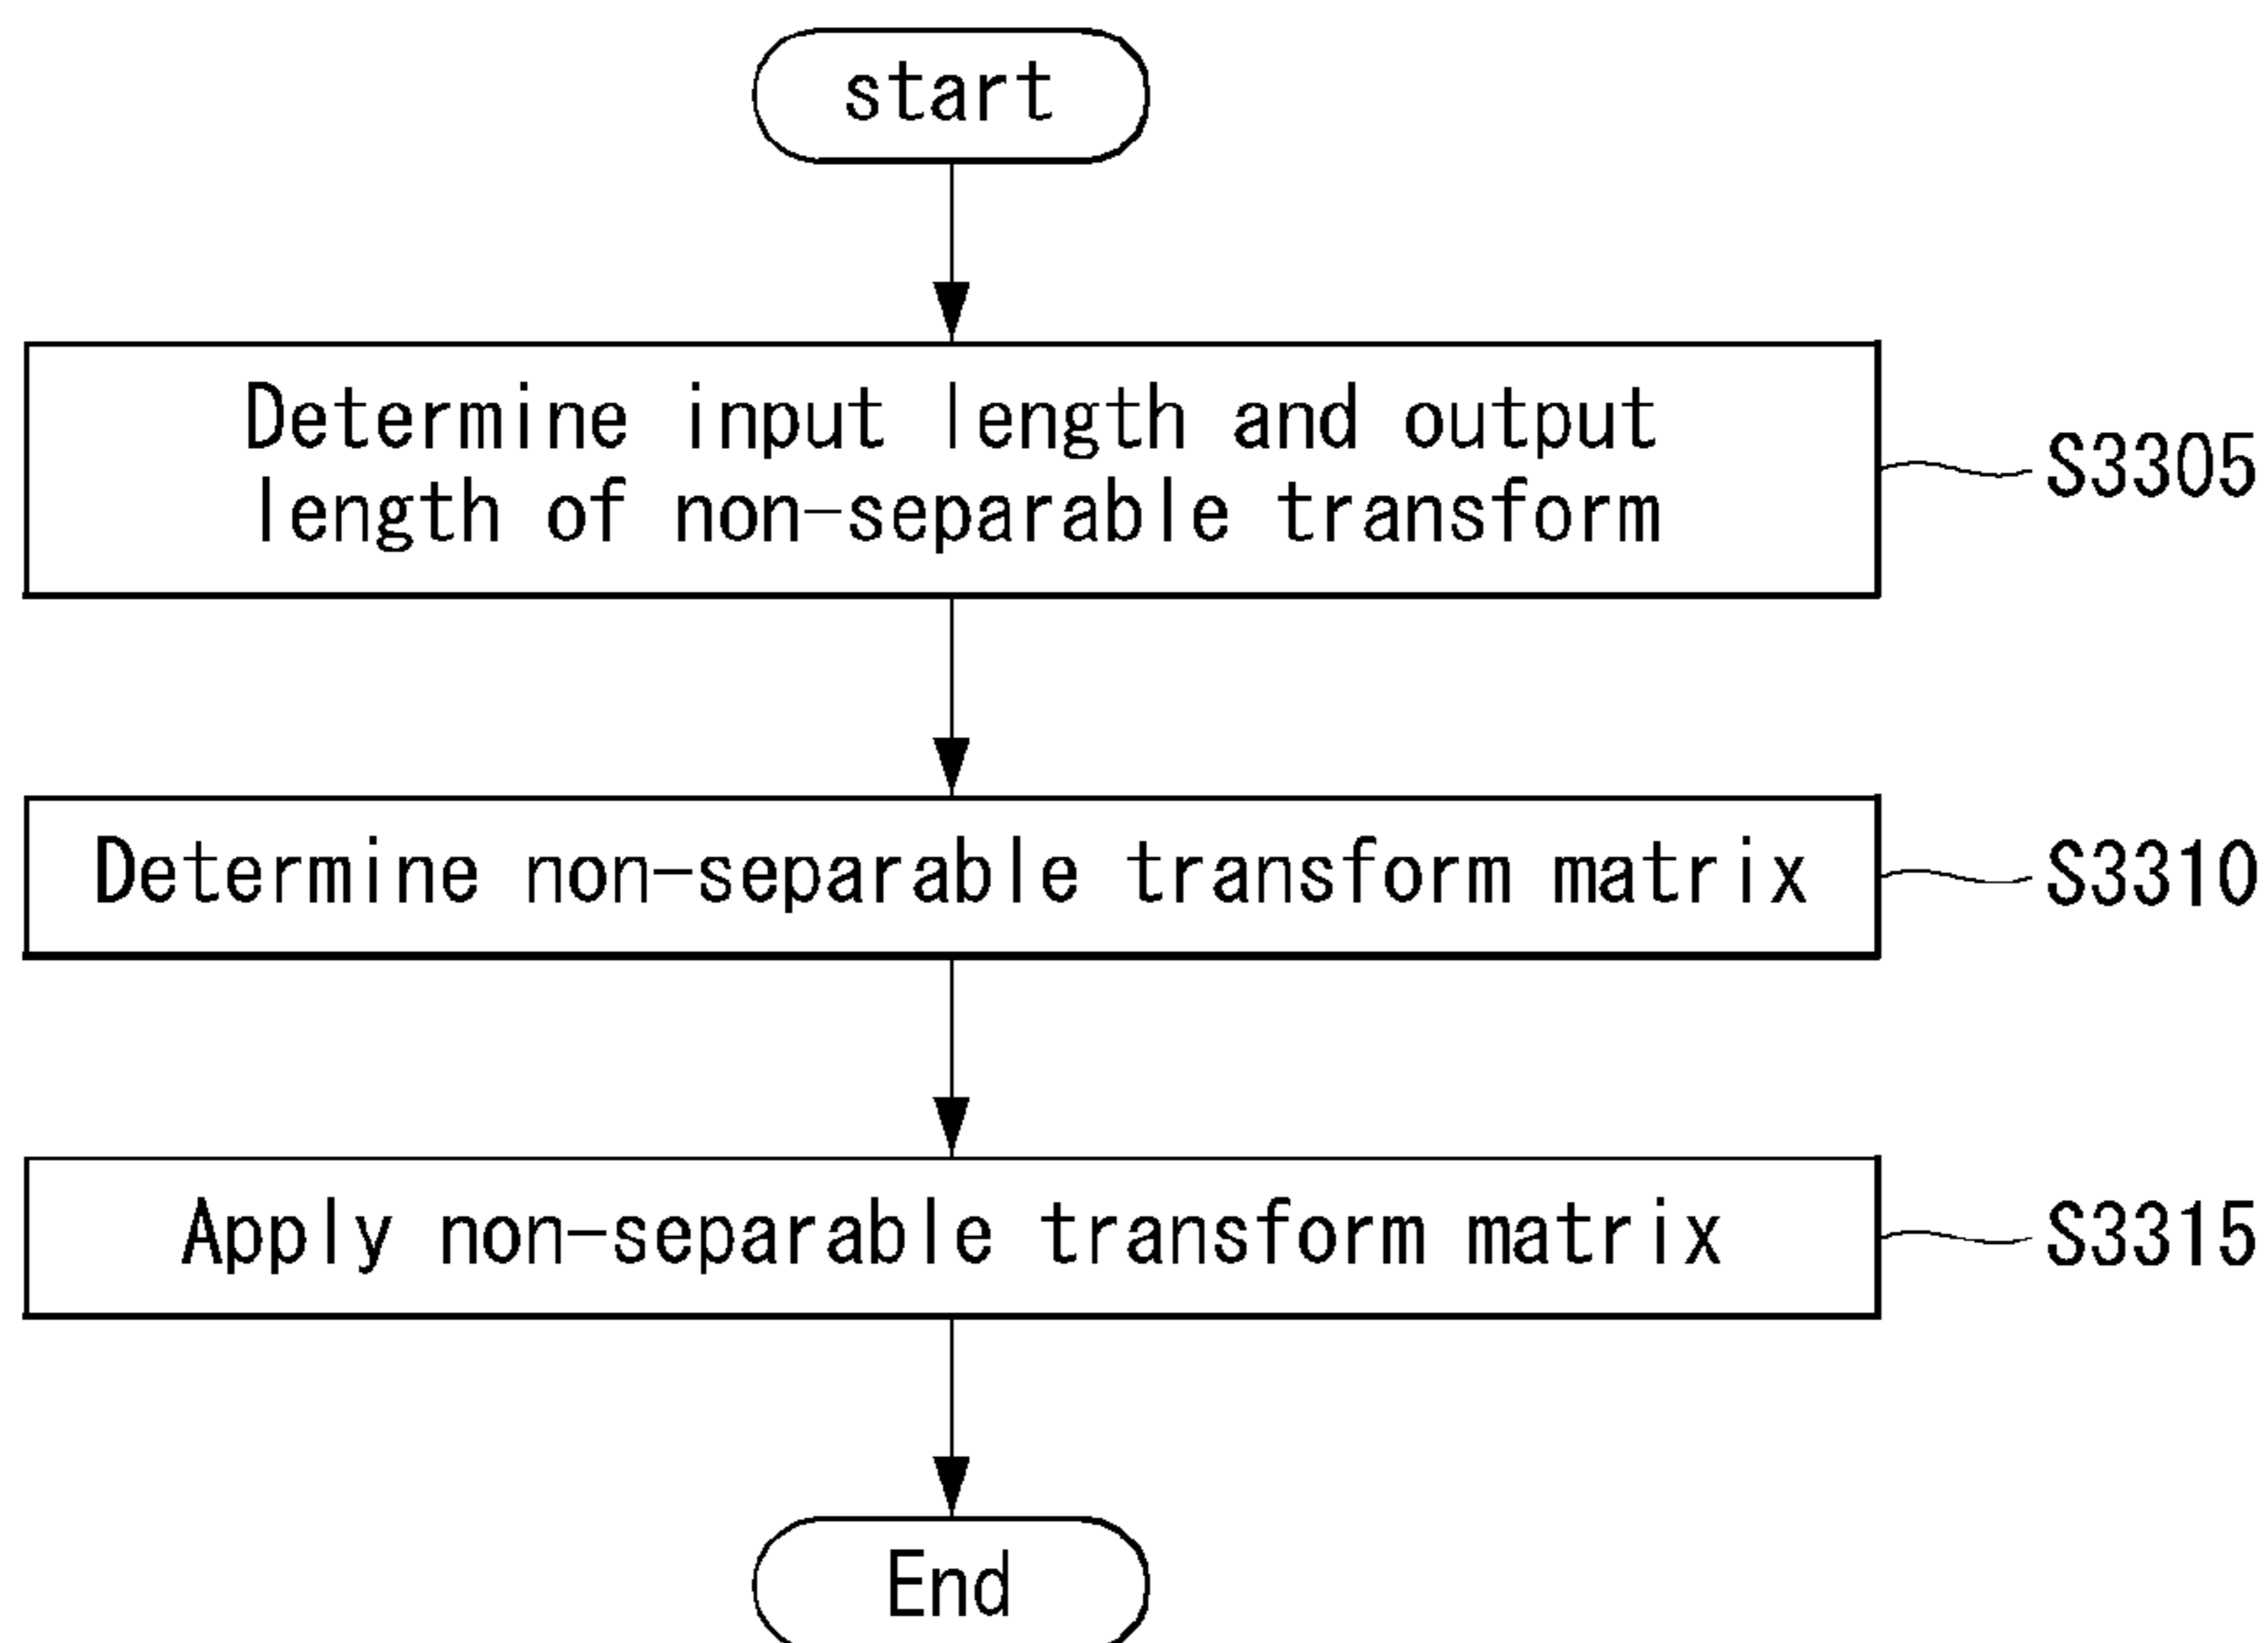 start
Determine input length and output
length of non-separable transform
S3305
Determine non-separable transform matrix
S3310
Apply non-separable transform matrix
S3315
End